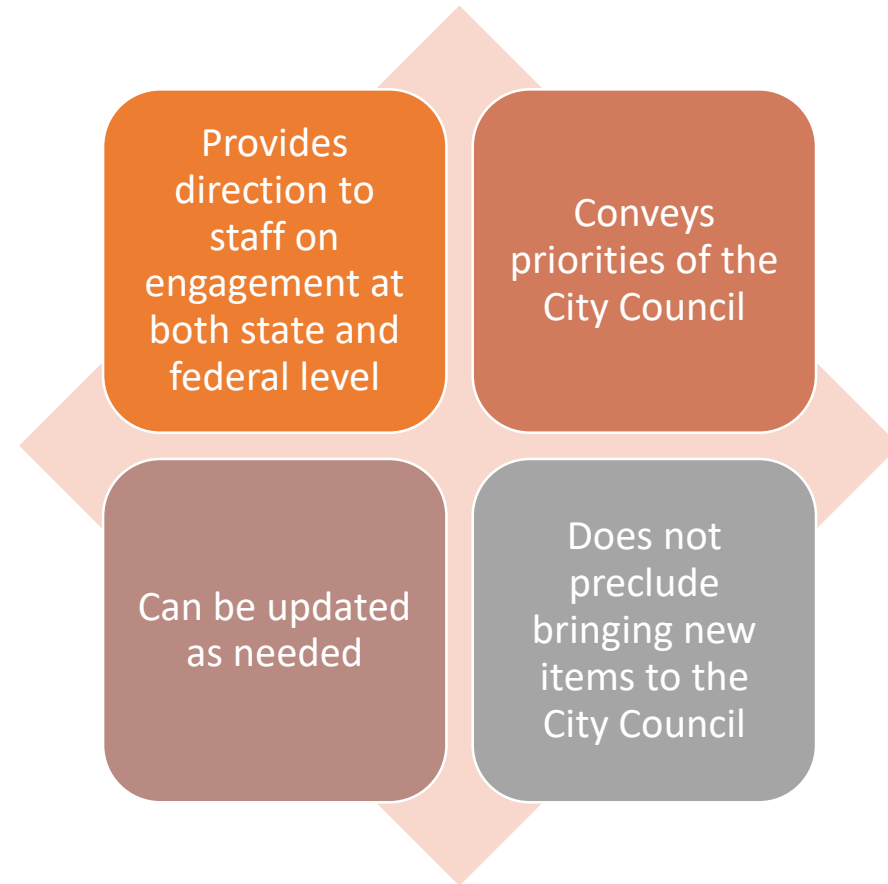 Provides
direction to
staff on
engagement at
both state and
federal level
Conveys
priorities of the
City Council
Can be updated
as needed
Does not
preclude
bringing new
items to the
City Council